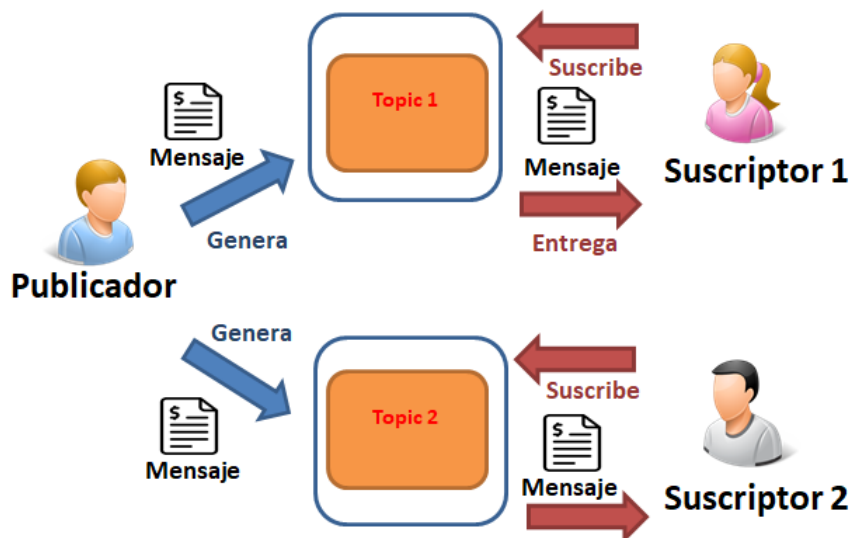 Topic 1
Suscribe
Mensaje
Mensaje
Suscriptor 1
Genera
Entrega
Publicador
Genera
Topic 2
Suscribe
Mensaje
Mensaje
Suscriptor 2
$
$
$
$